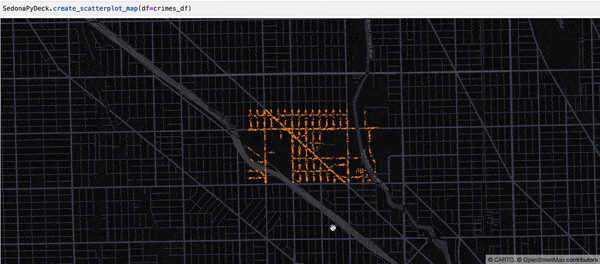 SedonaPyDeck.create_scatterplot_map(df=crimes_df)
© CARTO, © OpenStreetMap contributors